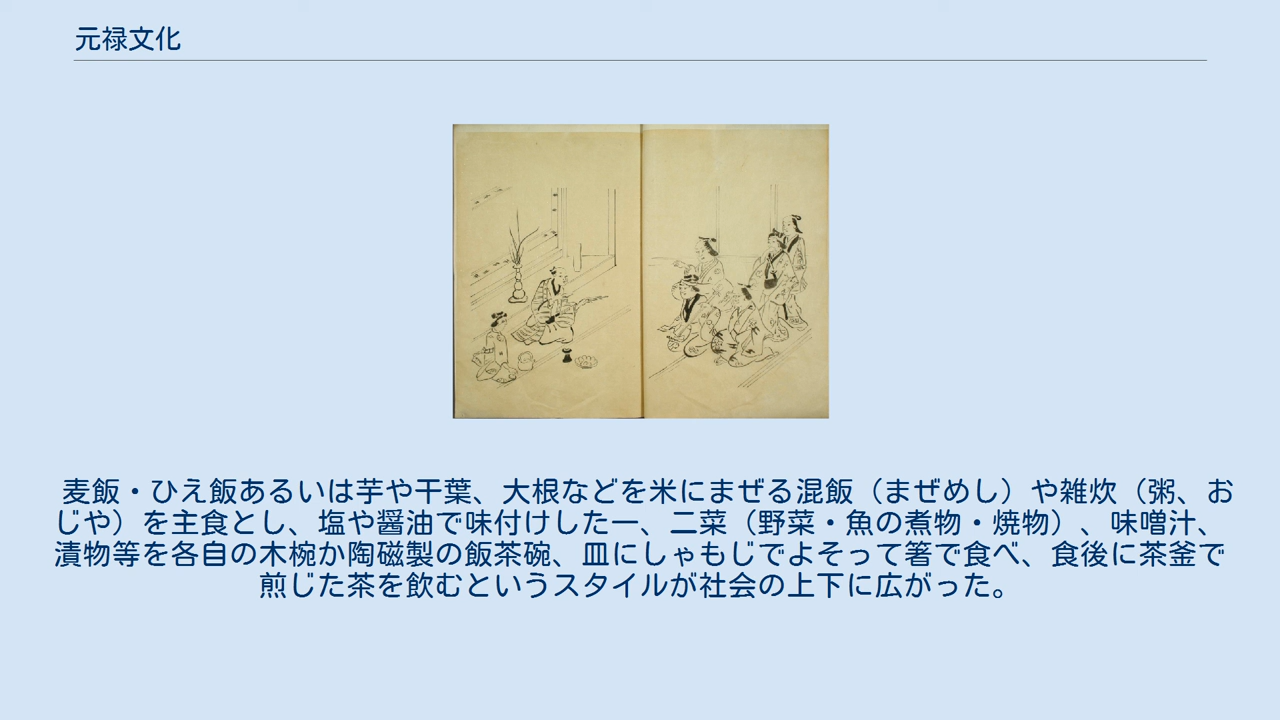 元禄文化
麦飯・ひえ飯あるいは芋や干葉、大根などを米にまぜる混飯（まぜめし）や雑炊（粥、お
じや）を主食とし、塩や醤油で味付けした一、二菜（野菜・魚の煮物・焼物）、味噌汁、
漬物等を各自の木椀か陶磁製の飯茶碗、皿にしゃもじでよそって箸で食べ、食後に茶釜で
煎じた茶を飲むというスタイルが社会の上下に広がった。